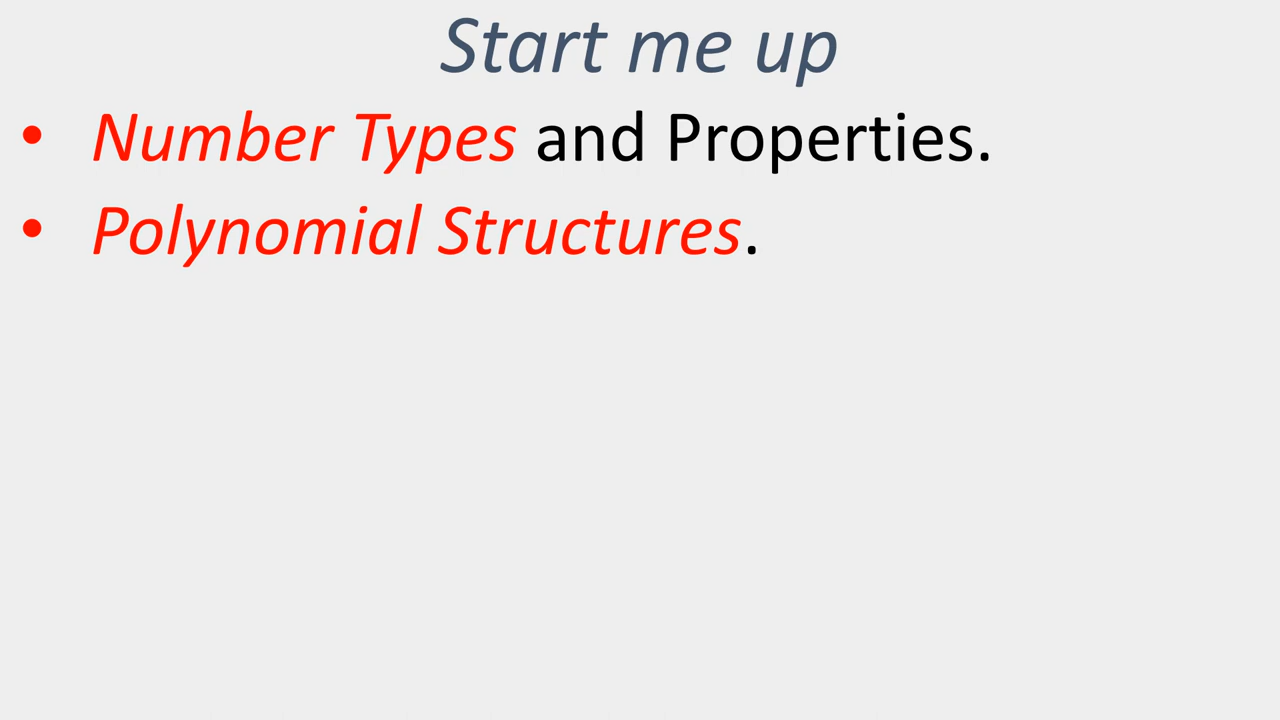 Start me up
• Number Types and Properties.
• Polynomial Structures.